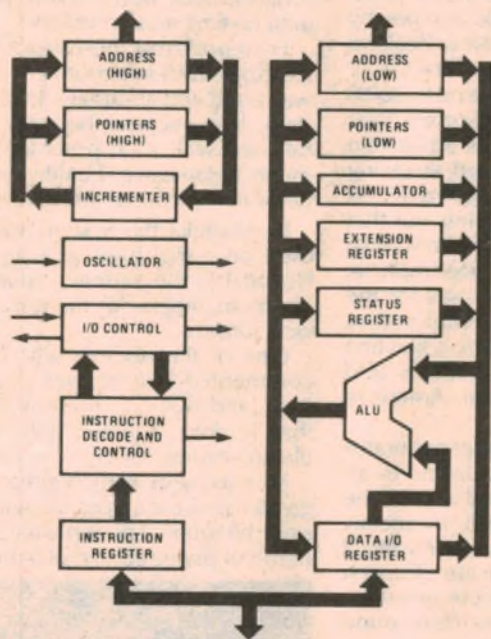 ADDRESS
(HIGH)
POINTERS
(HIGH)
INCREMENTER
OSCILLATOR
I/O CONTROL
INSTRUCTION
DECODE AND
CONTROL
INSTRUCTION
REGISTER
ADDRESS
(LOW)
POINTERS
(LOW)
ACCUMULATOR
EXTENSION
REGISTER
STATUS
REGISTER
ALU
DATA I/O
REGISTER